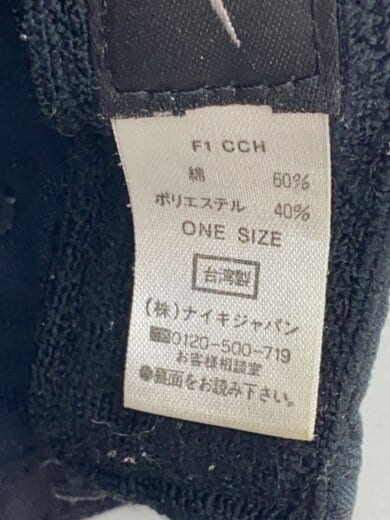 F1 CCH
綿 60%
ポリエステル 40%
ONE SIZE
台湾製
(株)ナイキジャパン
0120-500-719
お客様相談室
●裏面をお読み下さい。